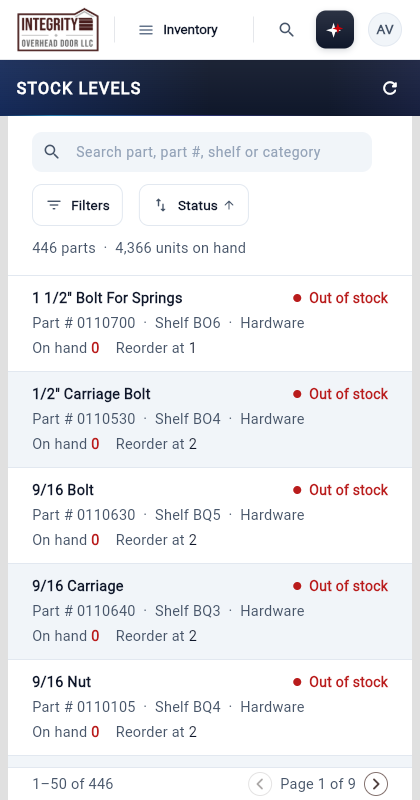 INTEGRITY
OVERHEAD DOOR LLC
Inventory
AV
STOCK LEVELS
Search part, part #, shelf or category
Filters
Status
446 parts · 4,366 units on hand
1 1/2" Bolt For Springs
Out of stock
Part # 0110700 · Shelf BO6 · Hardware
On hand 0 Reorder at 1
1/2" Carriage Bolt
Out of stock
Part # 0110530 · Shelf BO4 · Hardware
On hand 0 Reorder at 2
9/16 Bolt
Out of stock
Part # 0110630 · Shelf BQ5 · Hardware
On hand 0 Reorder at 2
9/16 Carriage
Out of stock
Part # 0110640 · Shelf BQ3 · Hardware
On hand 0 Reorder at 2
9/16 Nut
Out of stock
Part # 0110105 · Shelf BQ4 · Hardware
On hand 0 Reorder at 2
1–50 of 446
Page 1 of 9